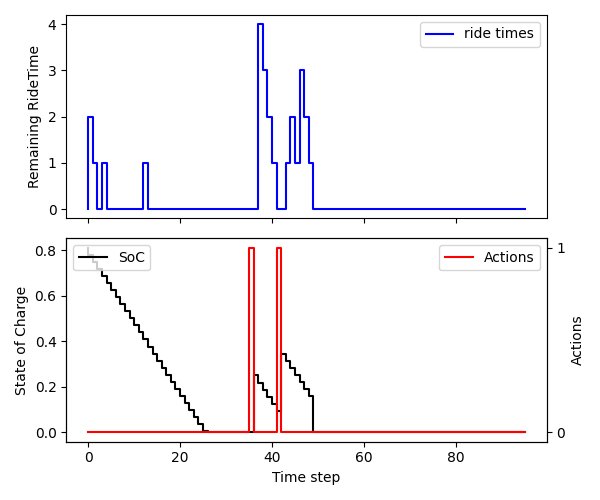 4
3
2
1
0
Remaining RideTime
ride times
0.8
0.6
0.4
0.2
0.0
State of Charge
SoC
Actions
1
0
Actions
0 20 40 60 80
Time step